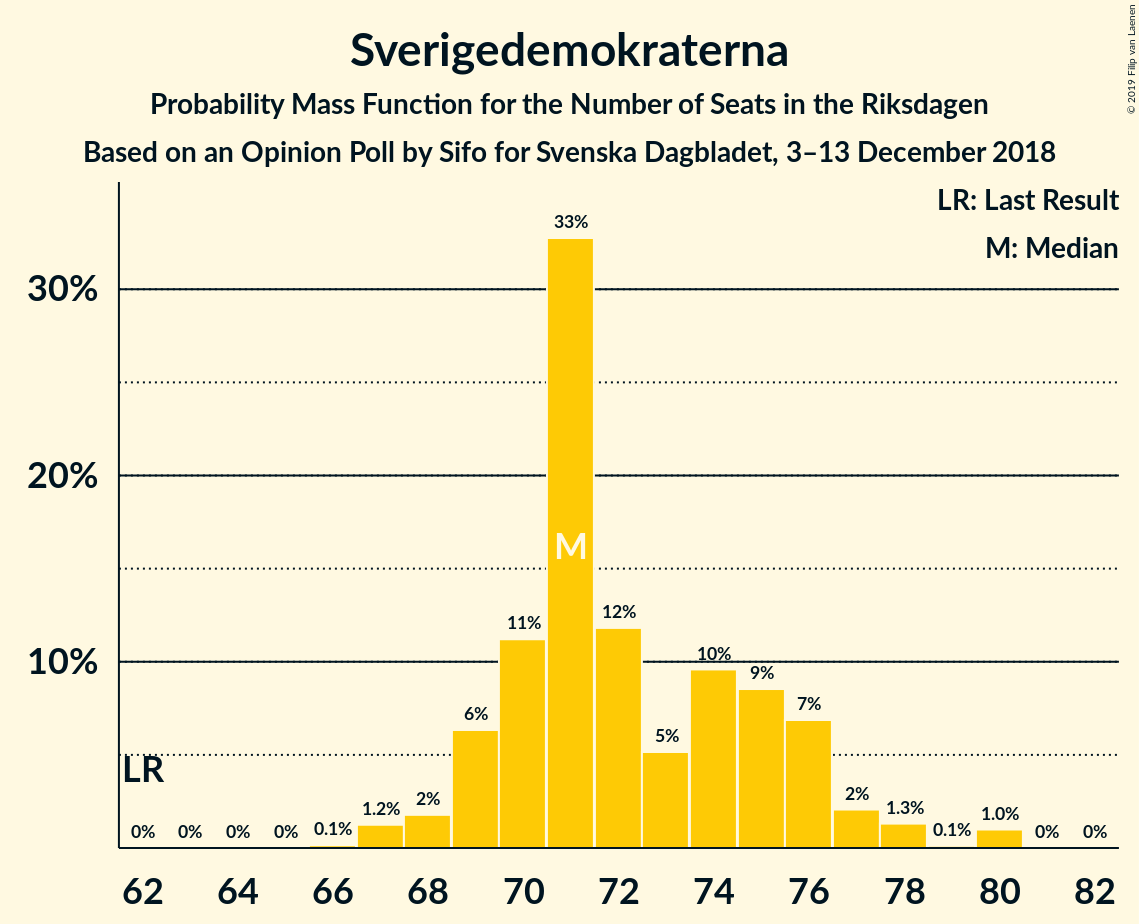 Sverigedemokraterna
Probability Mass Function for the Number of Seats in the Riksdagen
Based on an Opinion Poll by Sifo for Svenska Dagbladet, 3–13 December 2018
© 2019 Filip van Laenen
LR: Last Result
M: Median
30%
20%
10%
LR
M
0%
0%
0%
0%
0.1%
1.2%
2%
6%
11%
33%
12%
5%
10%
9%
7%
2%
1.3%
0.1%
1.0%
0%
0%
62 64 66 68 70 72 74 76 78 80 82